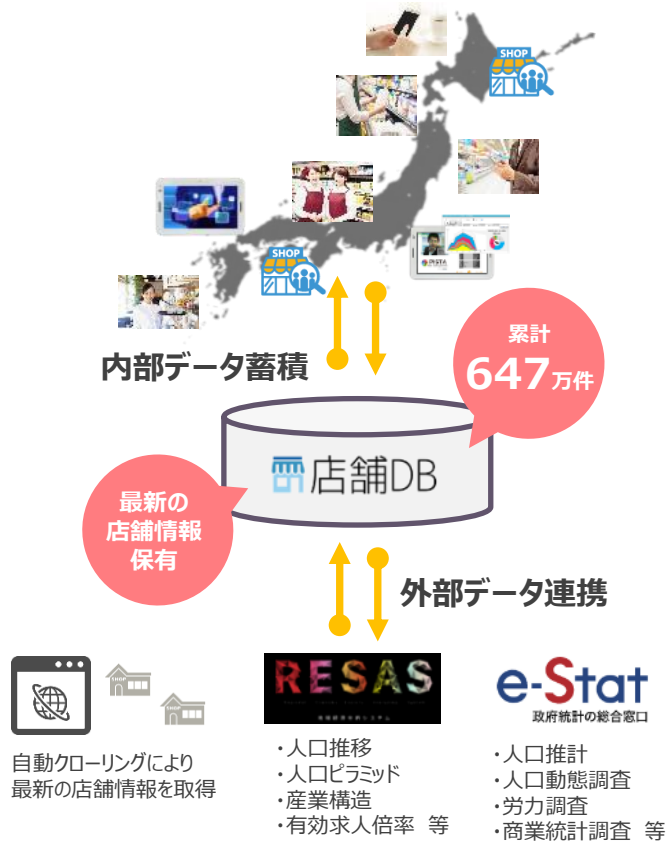 SHOP
SHOP
累計
647万件
内部データ蓄積
店舗DB
最新の
店舗情報
保有
外部データ連携
SHOP
SHOP
RESAS
e-Stat
政府統計の総合窓口
自動クローリングにより
最新の店舗情報を取得
・人口推移
・人口ピラミッド
・産業構造
・有効求人倍率 等
・人口推計
・人口動態調査
・労力調査
・商業統計調査 等